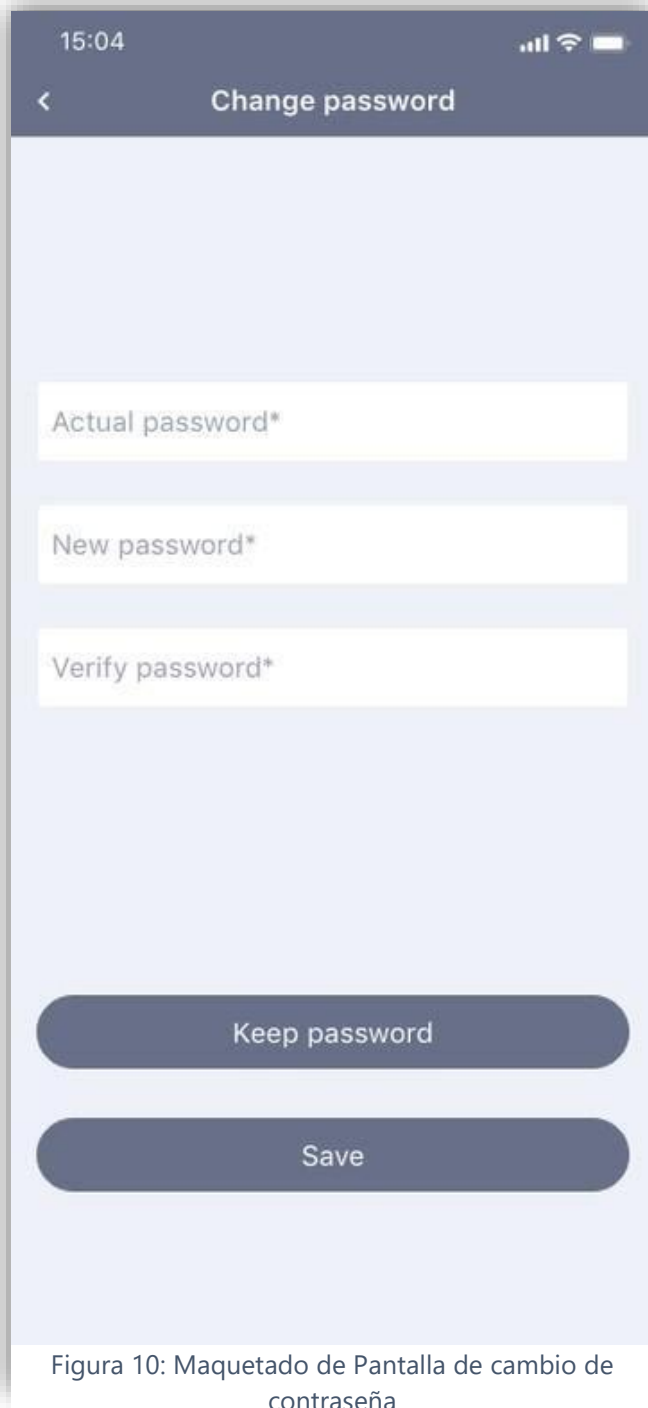 15:04
Change password
Actual password*
New password*
Verify password*
Keep password
Save
Figura 10: Maquetado de Pantalla de cambio de
contraseña